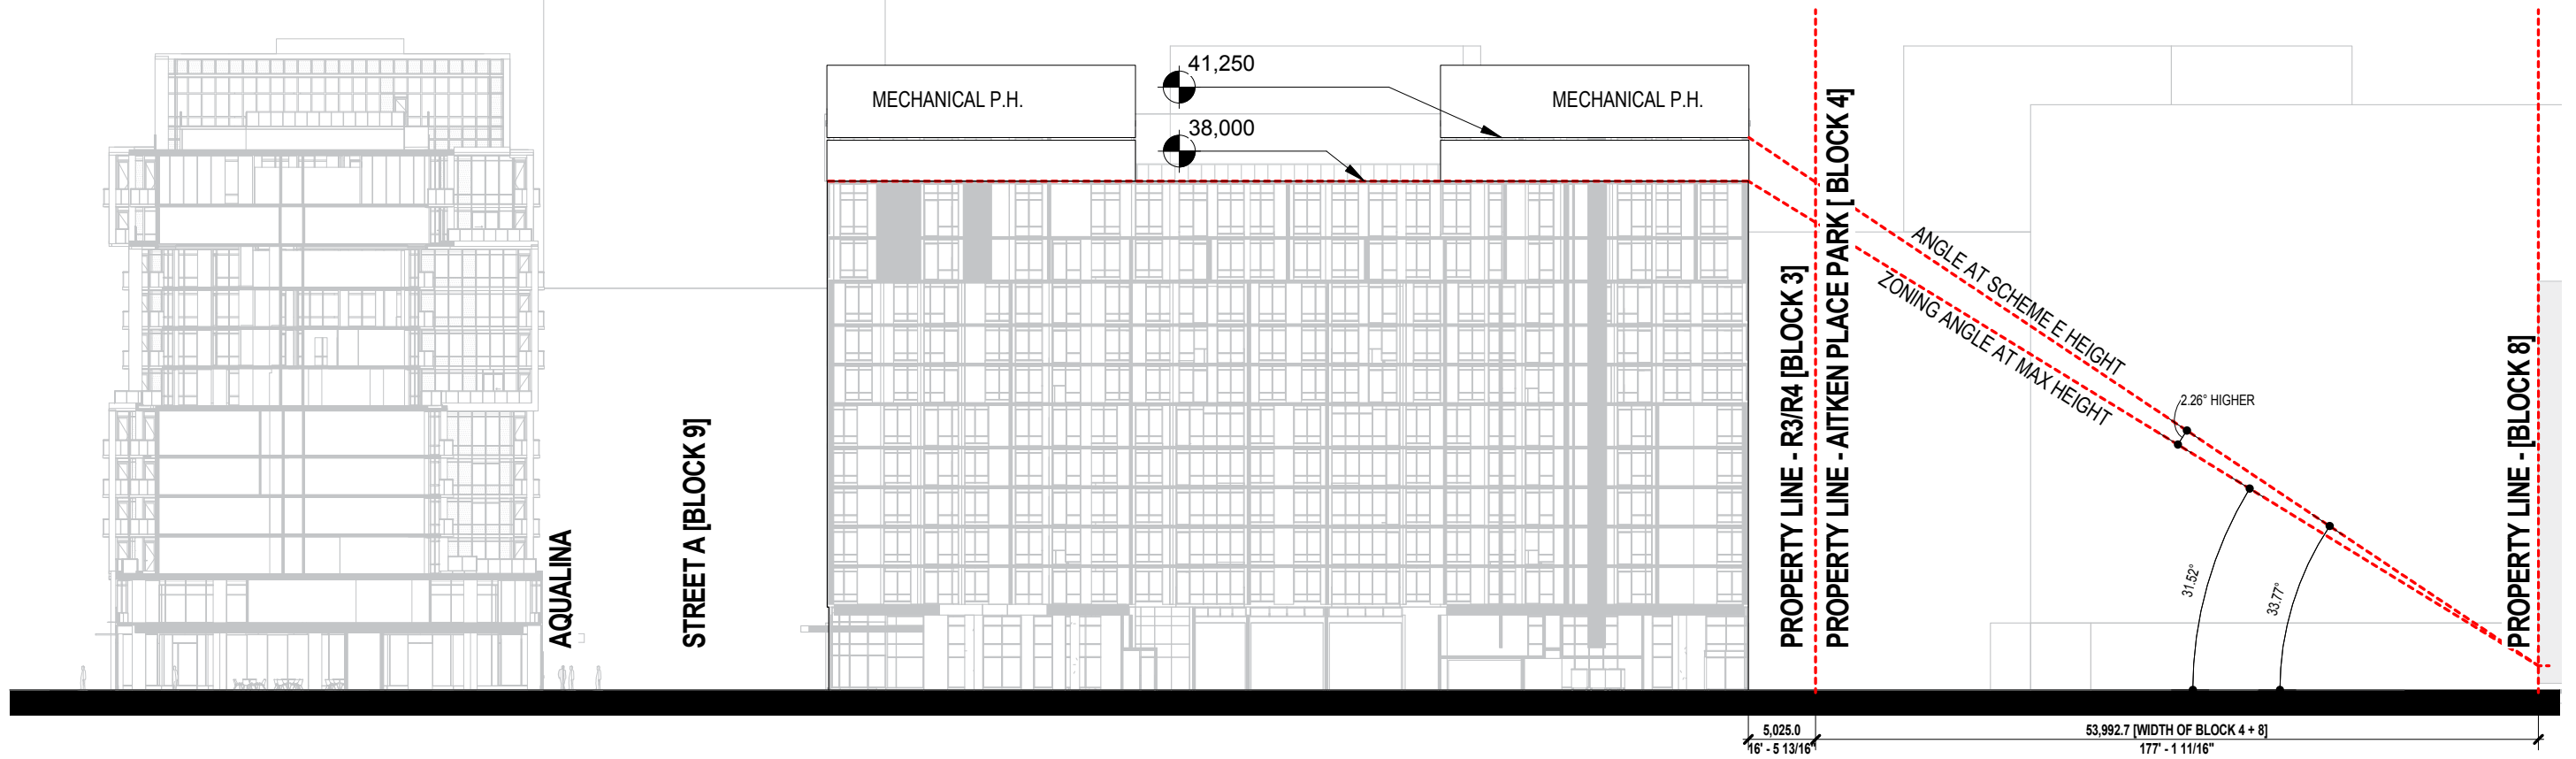 41,250
MECHANICAL P.H.
MECHANICAL P.H.
38,000
AQUALINA
STREET A [BLOCK 9]
PROPERTY LINE - R3/R4 [BLOCK 3]
PROPERTY LINE - AITKEN PLACE PARK [ BLOCK 4]
ANGLE AT SCHEME E HEIGHT
ZONING ANGLE AT MAX HEIGHT
2.26° HIGHER
31.52°
33.77°
PROPERTY LINE - [BLOCK 8]
5,025.0
16' - 5 13/16"
53,992.7 [WIDTH OF BLOCK 4 + 8]
177' - 1 11/16"